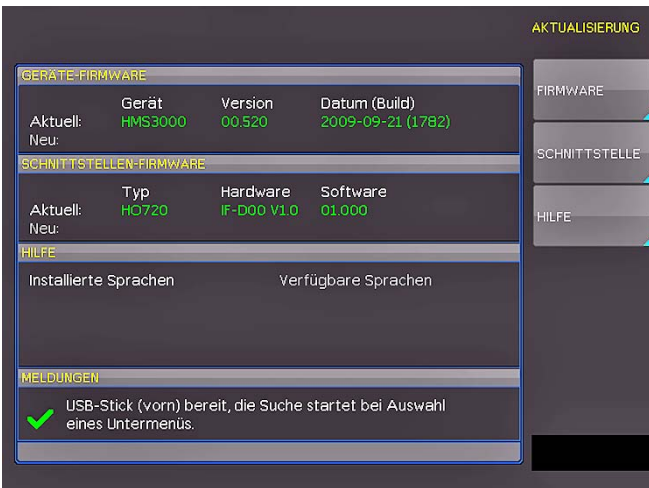 AKTUALISIERUNG
GERÄTE-FIRMWARE
Gerät Version Datum (Build)
Aktuell: HMS3000 00.520 2009-09-21 (1782)
Neu:
SCHNITTSTELLEN-FIRMWARE
Typ Hardware Software
Aktuell: HO720 IF-D00 V1.0 01.000
Neu:
HILFE
Installierte Sprachen Verfügbare Sprachen
MELDUNGEN
USB-Stick (vorn) bereit, die Suche startet bei Auswahl
eines Untermenüs.
FIRMWARE
SCHNITTSTELLE
HILFE